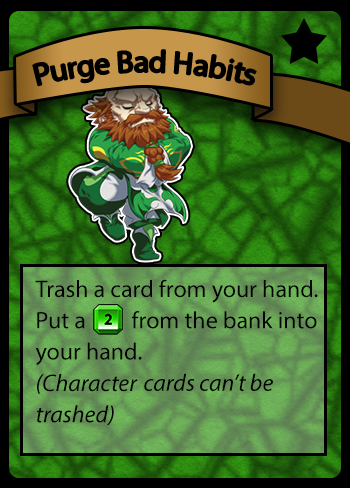 Purge Bad Habits
Trash a card from your hand.
Put a 2 from the bank into
your hand.
(Character cards can't be
trashed)